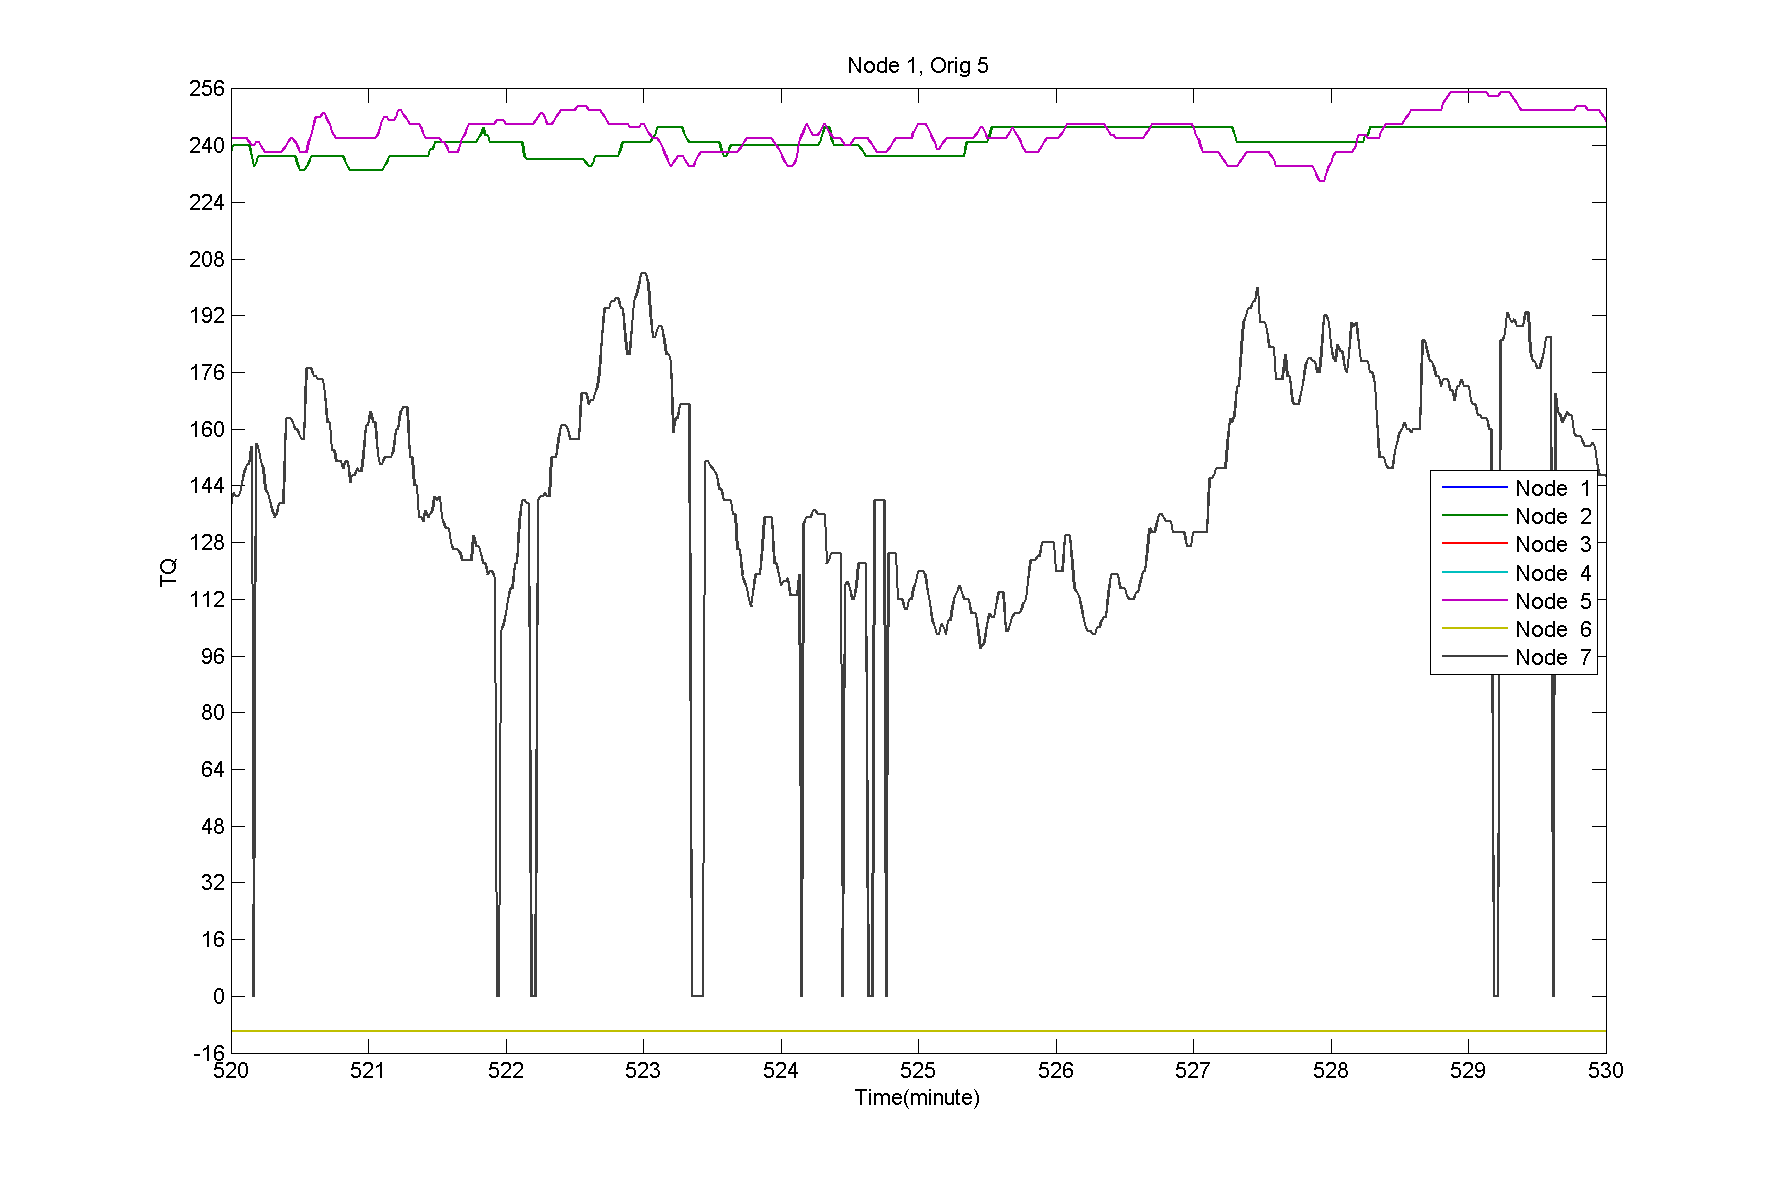 Node 1, Orig 5
256
240
224
208
192
176
160
144
128
112
96
80
64
48
32
16
0
-16
TQ
Node 1
Node 2
Node 3
Node 4
Node 5
Node 6
Node 7
520 521 522 523 524 525 526 527 528 529 530
Time(minute)